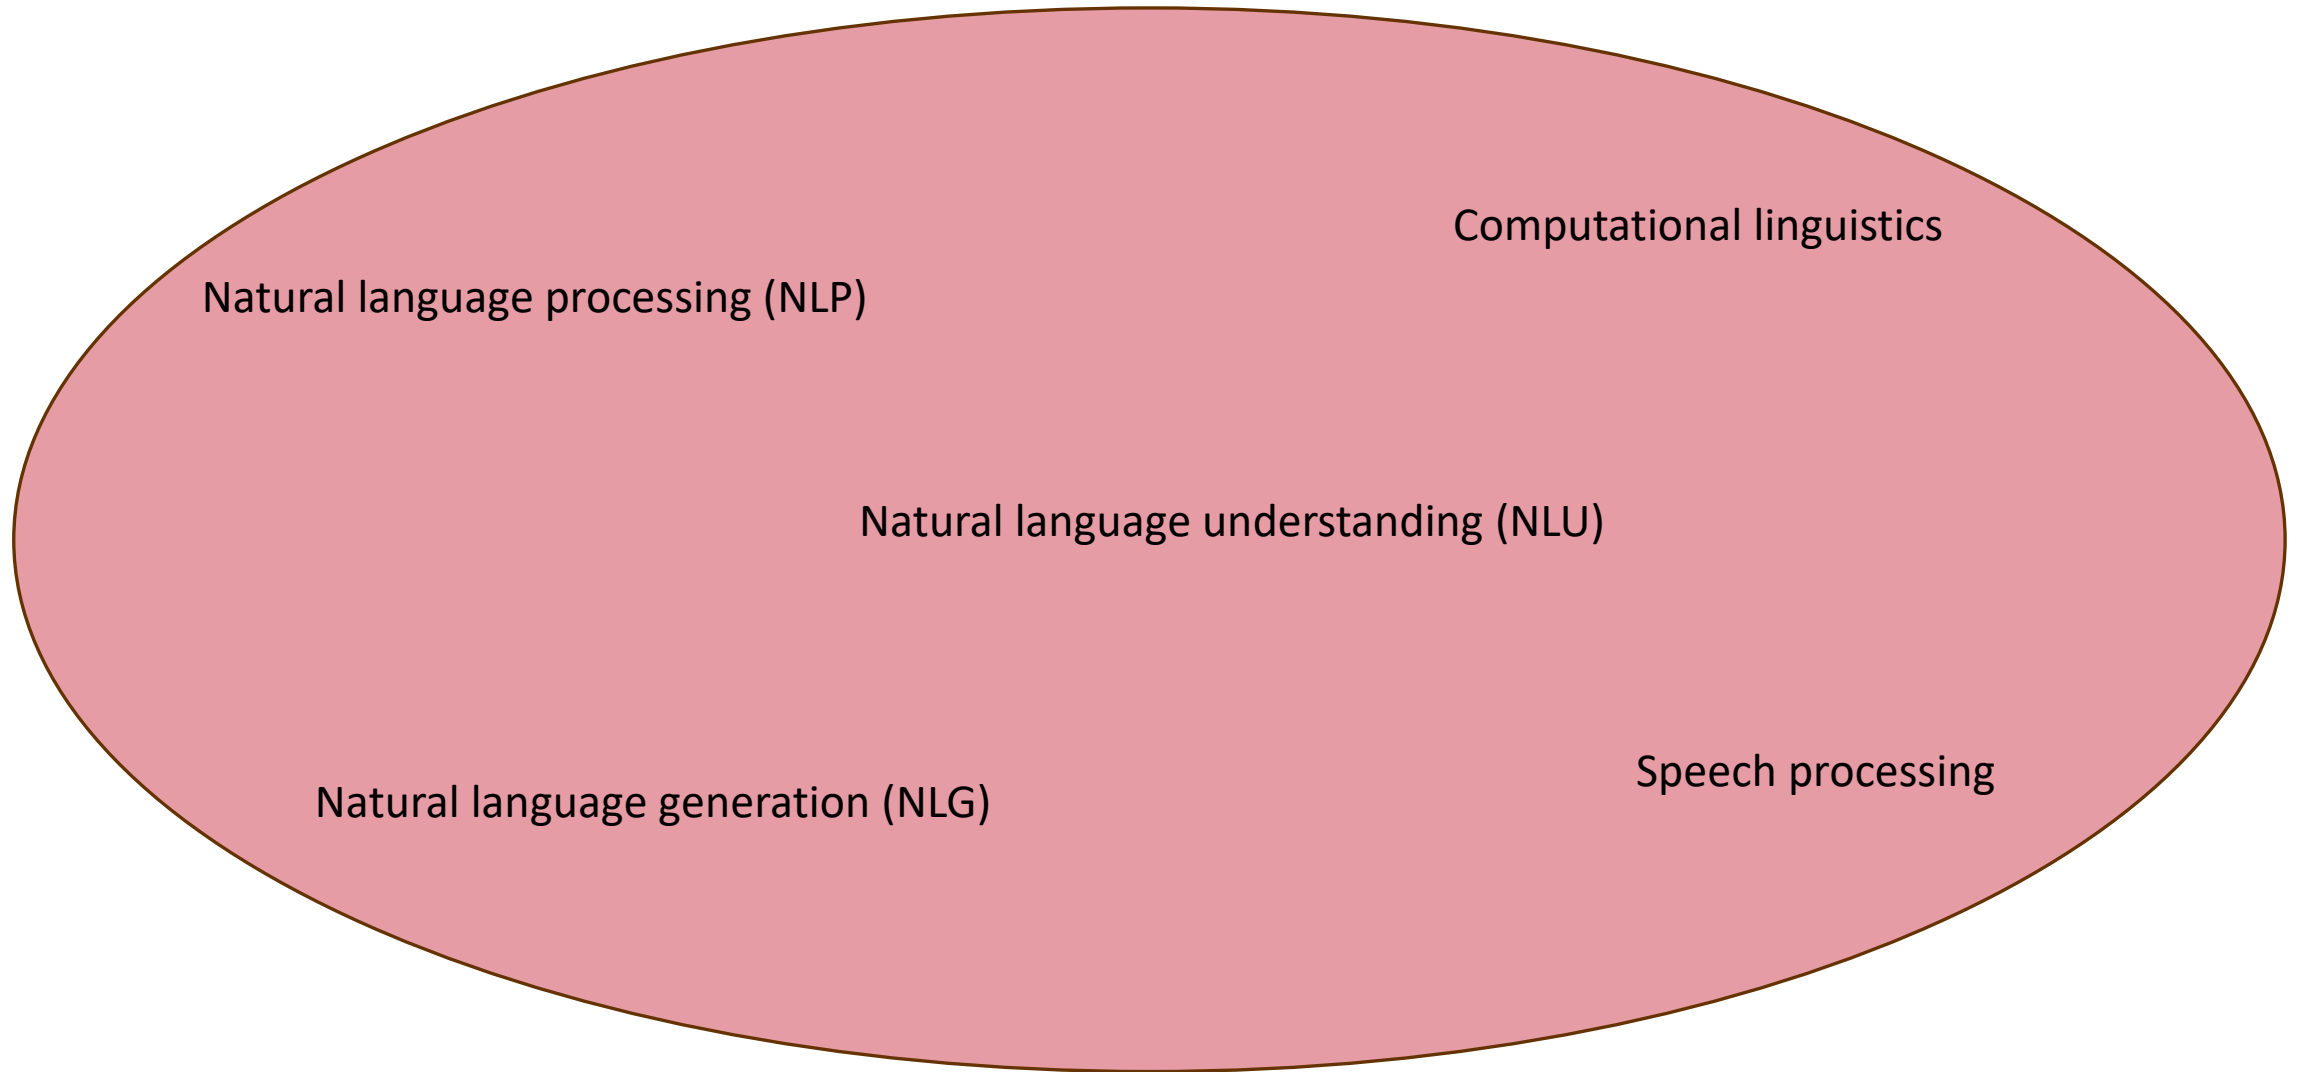 Computational linguistics
Natural language processing (NLP)
Natural language understanding (NLU)
Speech processing
Natural language generation (NLG)